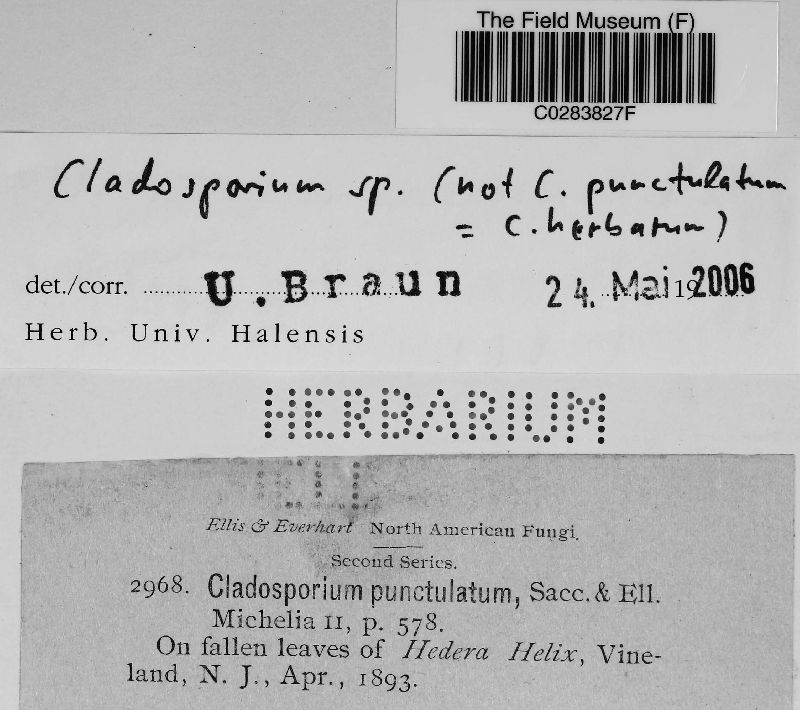 The Field Museum (F)
C0283827F
Cladosporium sp. (not C. punctulatum
= C. herbarum)
det./corr. U. Braun 24. Mai 19 2006
Herb. Univ. Halensis
HERBARIUM
Ellis & Everhart North American Fungi.
Second Series.
2968. Cladosporium punctulatum, Sacc. & Ell.
Michelia II, p. 578.
On fallen leaves of Hedera Helix, Vine-
land, N. J., Apr., 1893.